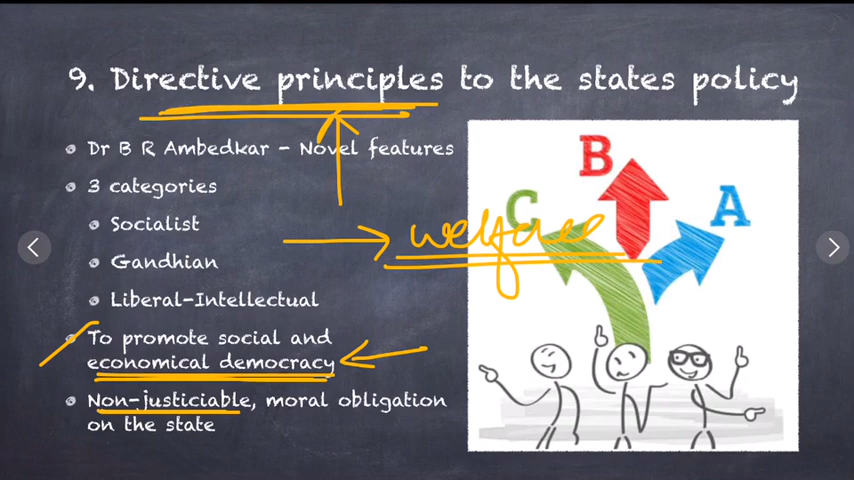 9. Directive principles to the states policy
Dr B R Ambedkar - Novel features
3 categories
Socialist
Gandhian
Liberal-Intellectual
To promote social and
economical democracy
Non-justiciable, moral obligation
on the state
welfare
C
B
A